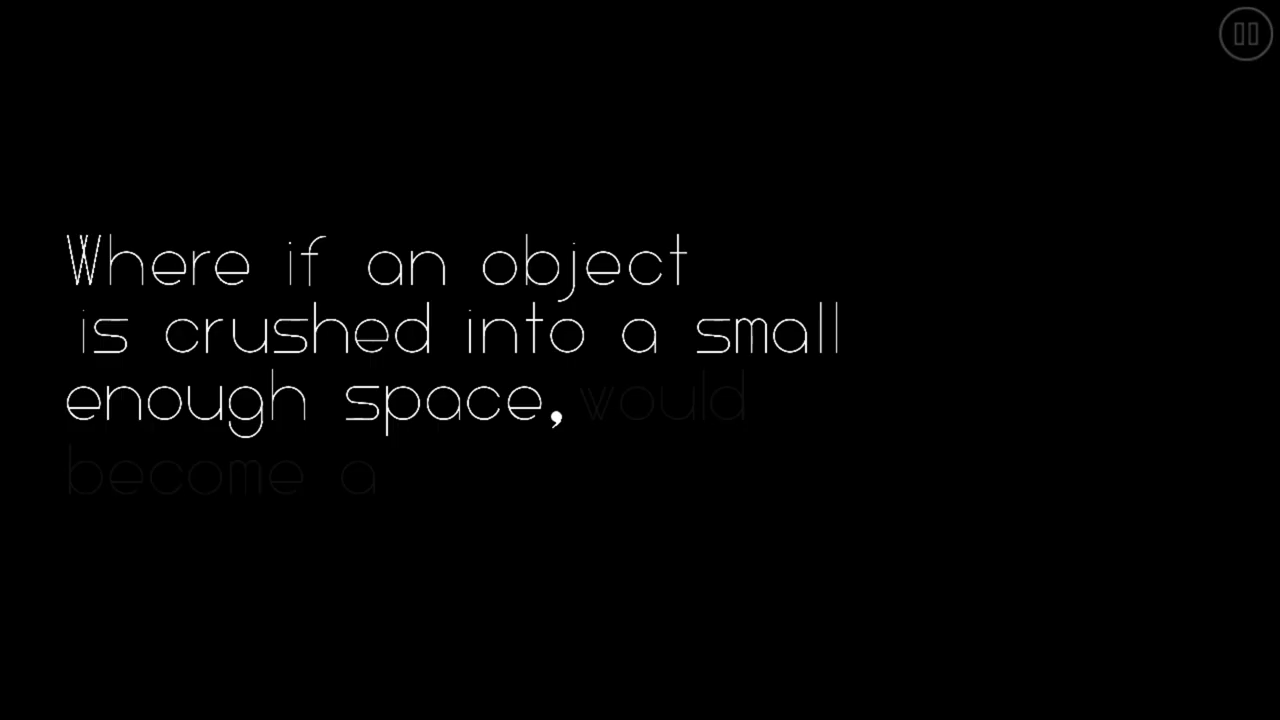 Where if an object
is crushed into a small
enough space, would
become a